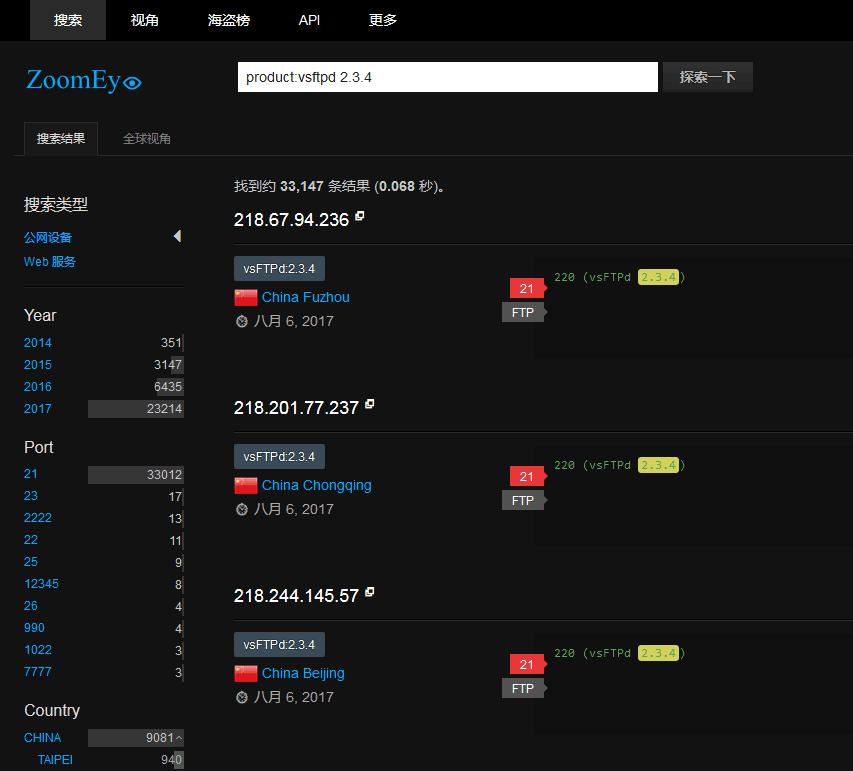 搜索 视角 海盗榜 API 更多
ZoomEy product:vsftpd 2.3.4 探索一下
搜索结果 全球视角
找到约 33,147 条结果 (0.068 秒)。
搜索类型
公网设备
Web 服务
Year
2014 351
2015 3147
2016 6435
2017 23214
Port
21 33012
23 17
2222 13
22 11
25 9
12345 8
26 4
990 4
1022 3
7777 3
Country
CHINA 9081
TAIPEI 940
218.67.94.236
vsFTPd:2.3.4
China Fuzhou
八月 6, 2017
21
FTP
220 (vsFTPd 2.3.4)
218.201.77.237
vsFTPd:2.3.4
China Chongqing
八月 6, 2017
21
FTP
220 (vsFTPd 2.3.4)
218.244.145.57
vsFTPd:2.3.4
China Beijing
八月 6, 2017
21
FTP
220 (vsFTPd 2.3.4)